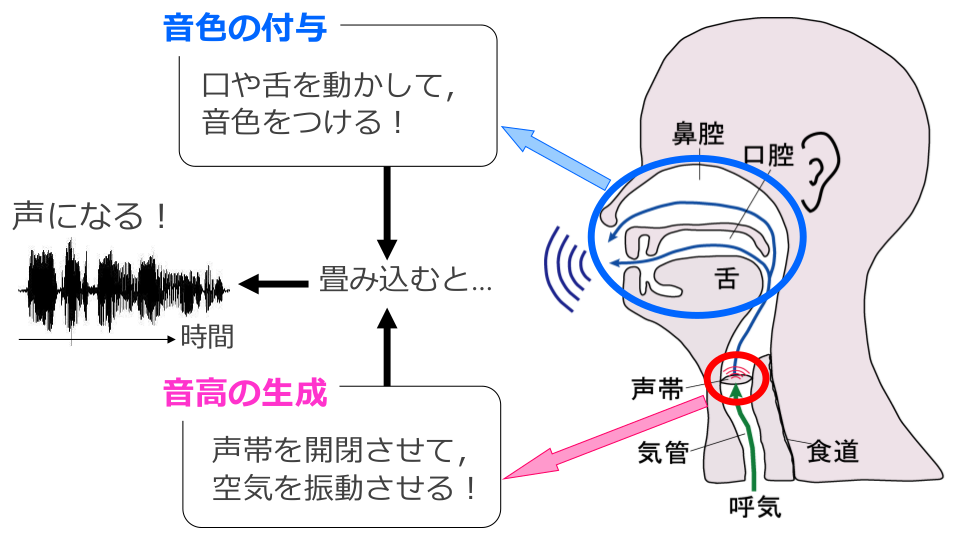 音色の付与
口や舌を動かして，
音色をつける！
声になる！
時間
畳み込むと…
音高の生成
声帯を開閉させて，
空気を振動させる！
鼻腔
口腔
舌
声帯
気管
食道
呼気